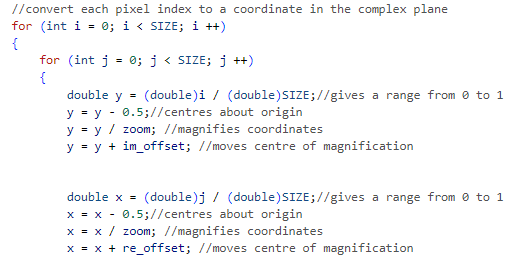 //convert each pixel index to a coordinate in the complex plane
for (int i = 0; i < SIZE; i ++)
{
for (int j = 0; j < SIZE; j ++)
{
double y = (double)i / (double)SIZE;//gives a range from 0 to 1
y = y - 0.5;//centres about origin
y = y / zoom; //magnifies coordinates
y = y + im_offset; //moves centre of magnification
double x = (double)j / (double)SIZE;//gives a range from 0 to 1
x = x - 0.5;//centres about origin
x = x / zoom; //magnifies coordinates
x = x + re_offset; //moves centre of magnification